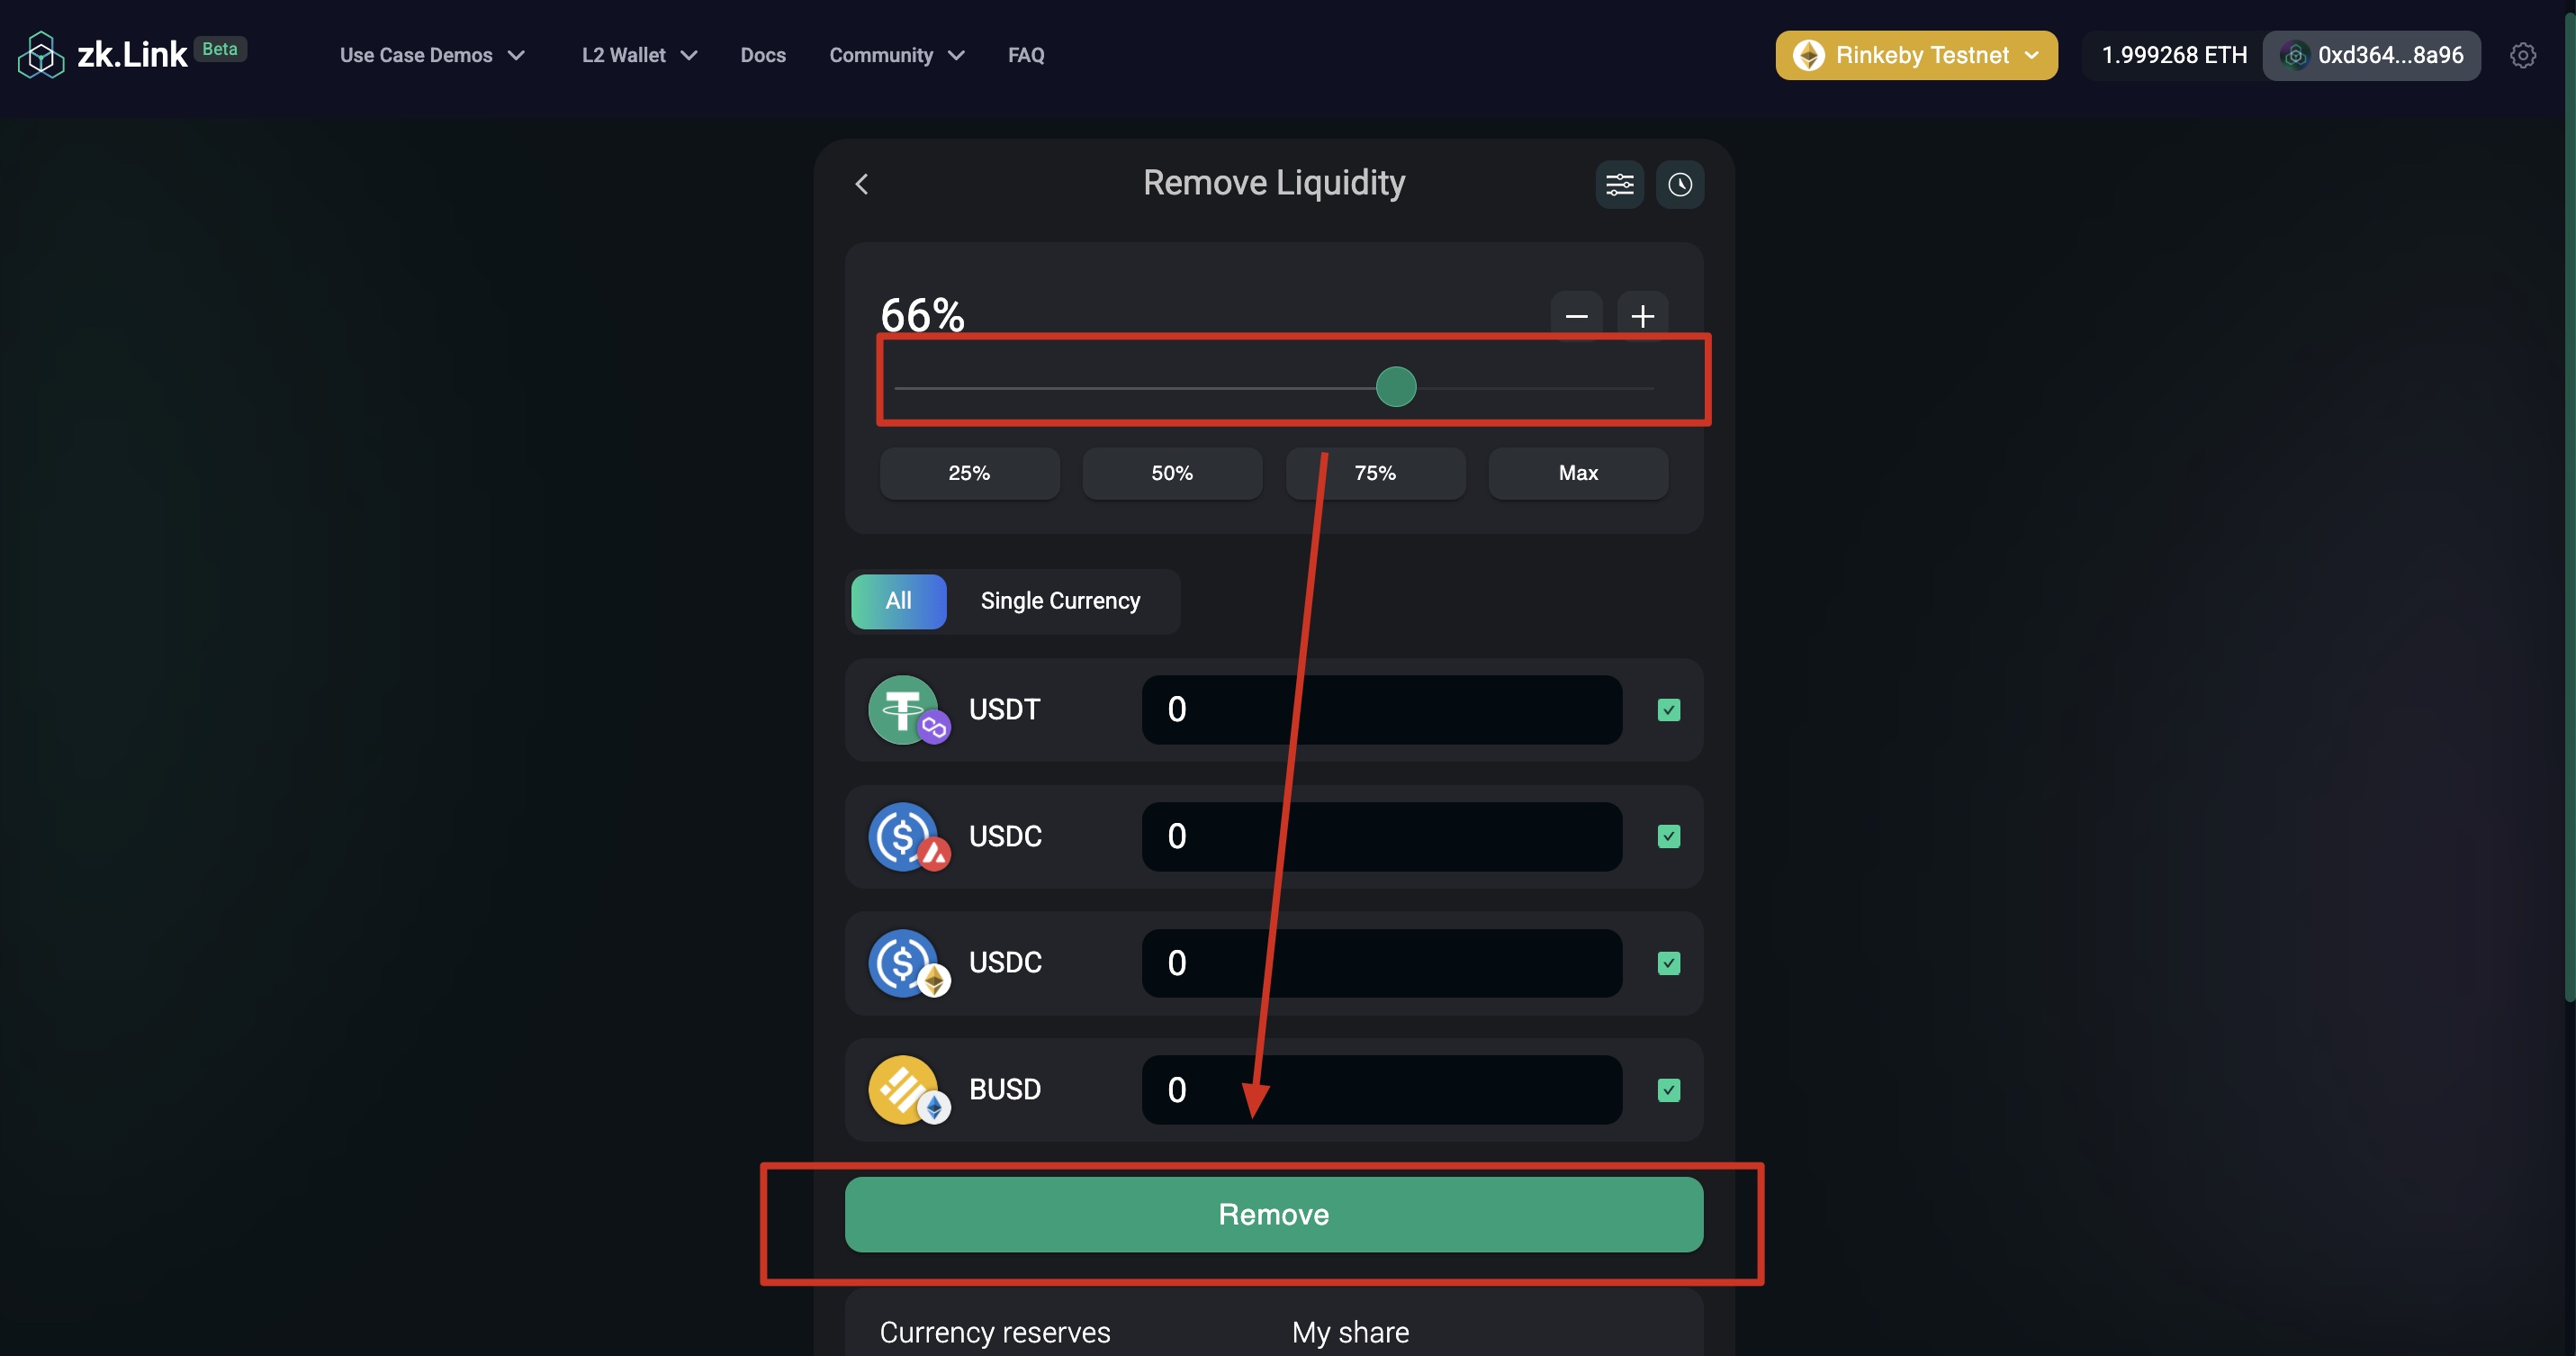 zk.Link Beta
Use Case Demos L2 Wallet Docs Community FAQ
Rinkeby Testnet 1.999268 ETH 0xd364...8a96
Remove Liquidity
66%
25% 50% 75% Max
All Single Currency
USDT 0
USDC 0
USDC 0
BUSD 0
Remove
Currency reserves My share